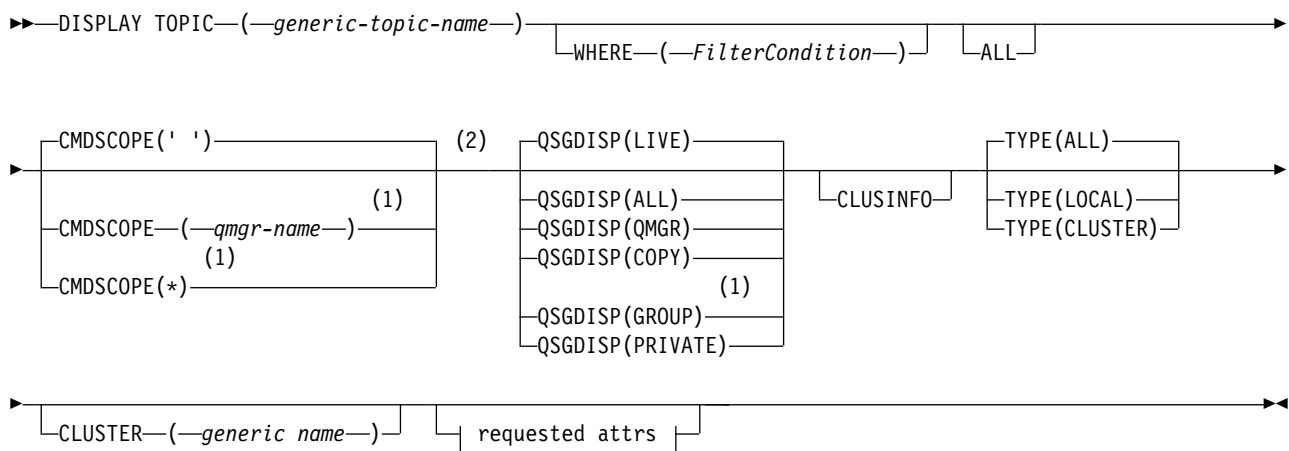 DISPLAY TOPIC ( generic-topic-name )
WHERE ( FilterCondition )
ALL
CMDSCOPE(' ')
(2)
QSGDISP(LIVE)
TYPE(ALL)
(1)
CMDSCOPE ( qmgr-name )
(1)
CMDSCOPE(*)
QSGDISP(ALL)
QSGDISP(QMGR)
QSGDISP(COPY)
(1)
QSGDISP(GROUP)
QSGDISP(PRIVATE)
CLUSINFO
TYPE(LOCAL)
TYPE(CLUSTER)
CLUSTER ( generic name )
requested attrs